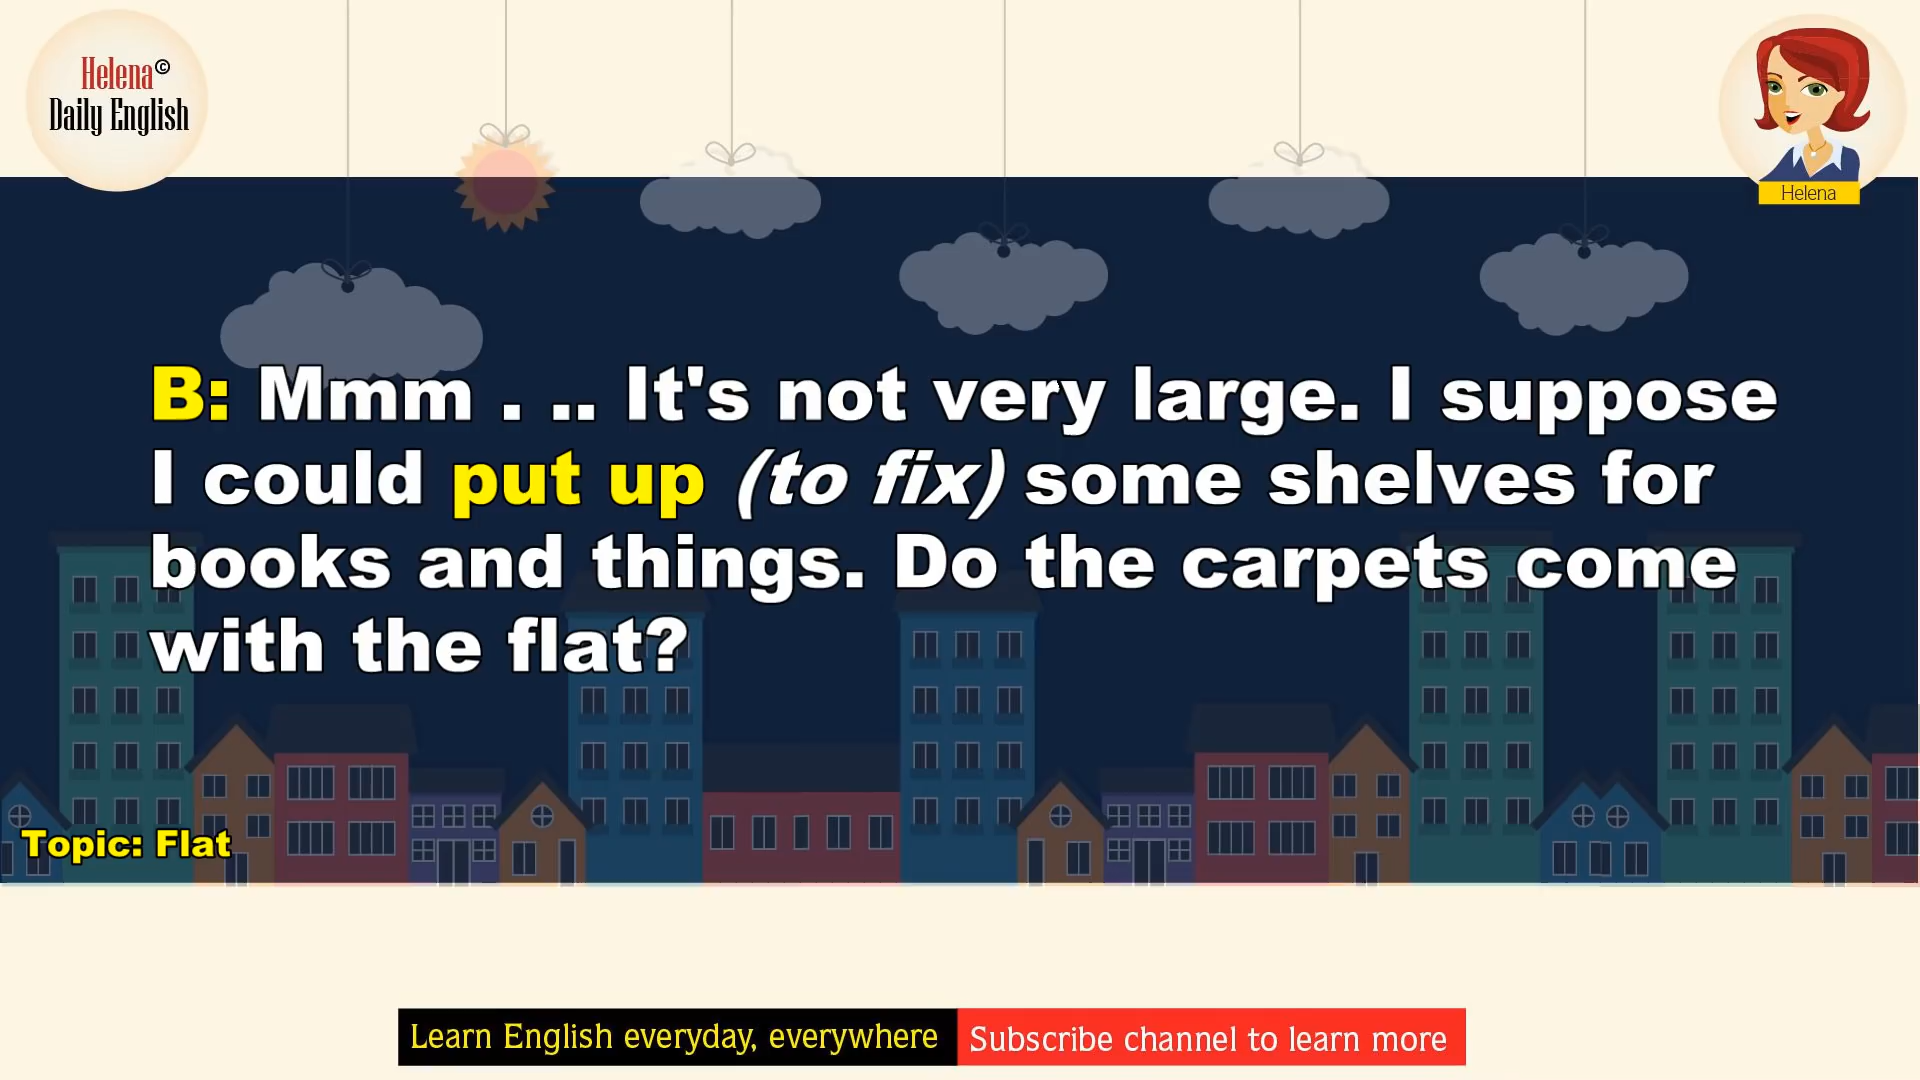 Helena©
Daily English
Helena
B: Mmm . .. It's not very large. I suppose
I could put up (to fix) some shelves for
books and things. Do the carpets come
with the flat?
Topic: Flat
Learn English everyday, everywhere
Subscribe channel to learn more